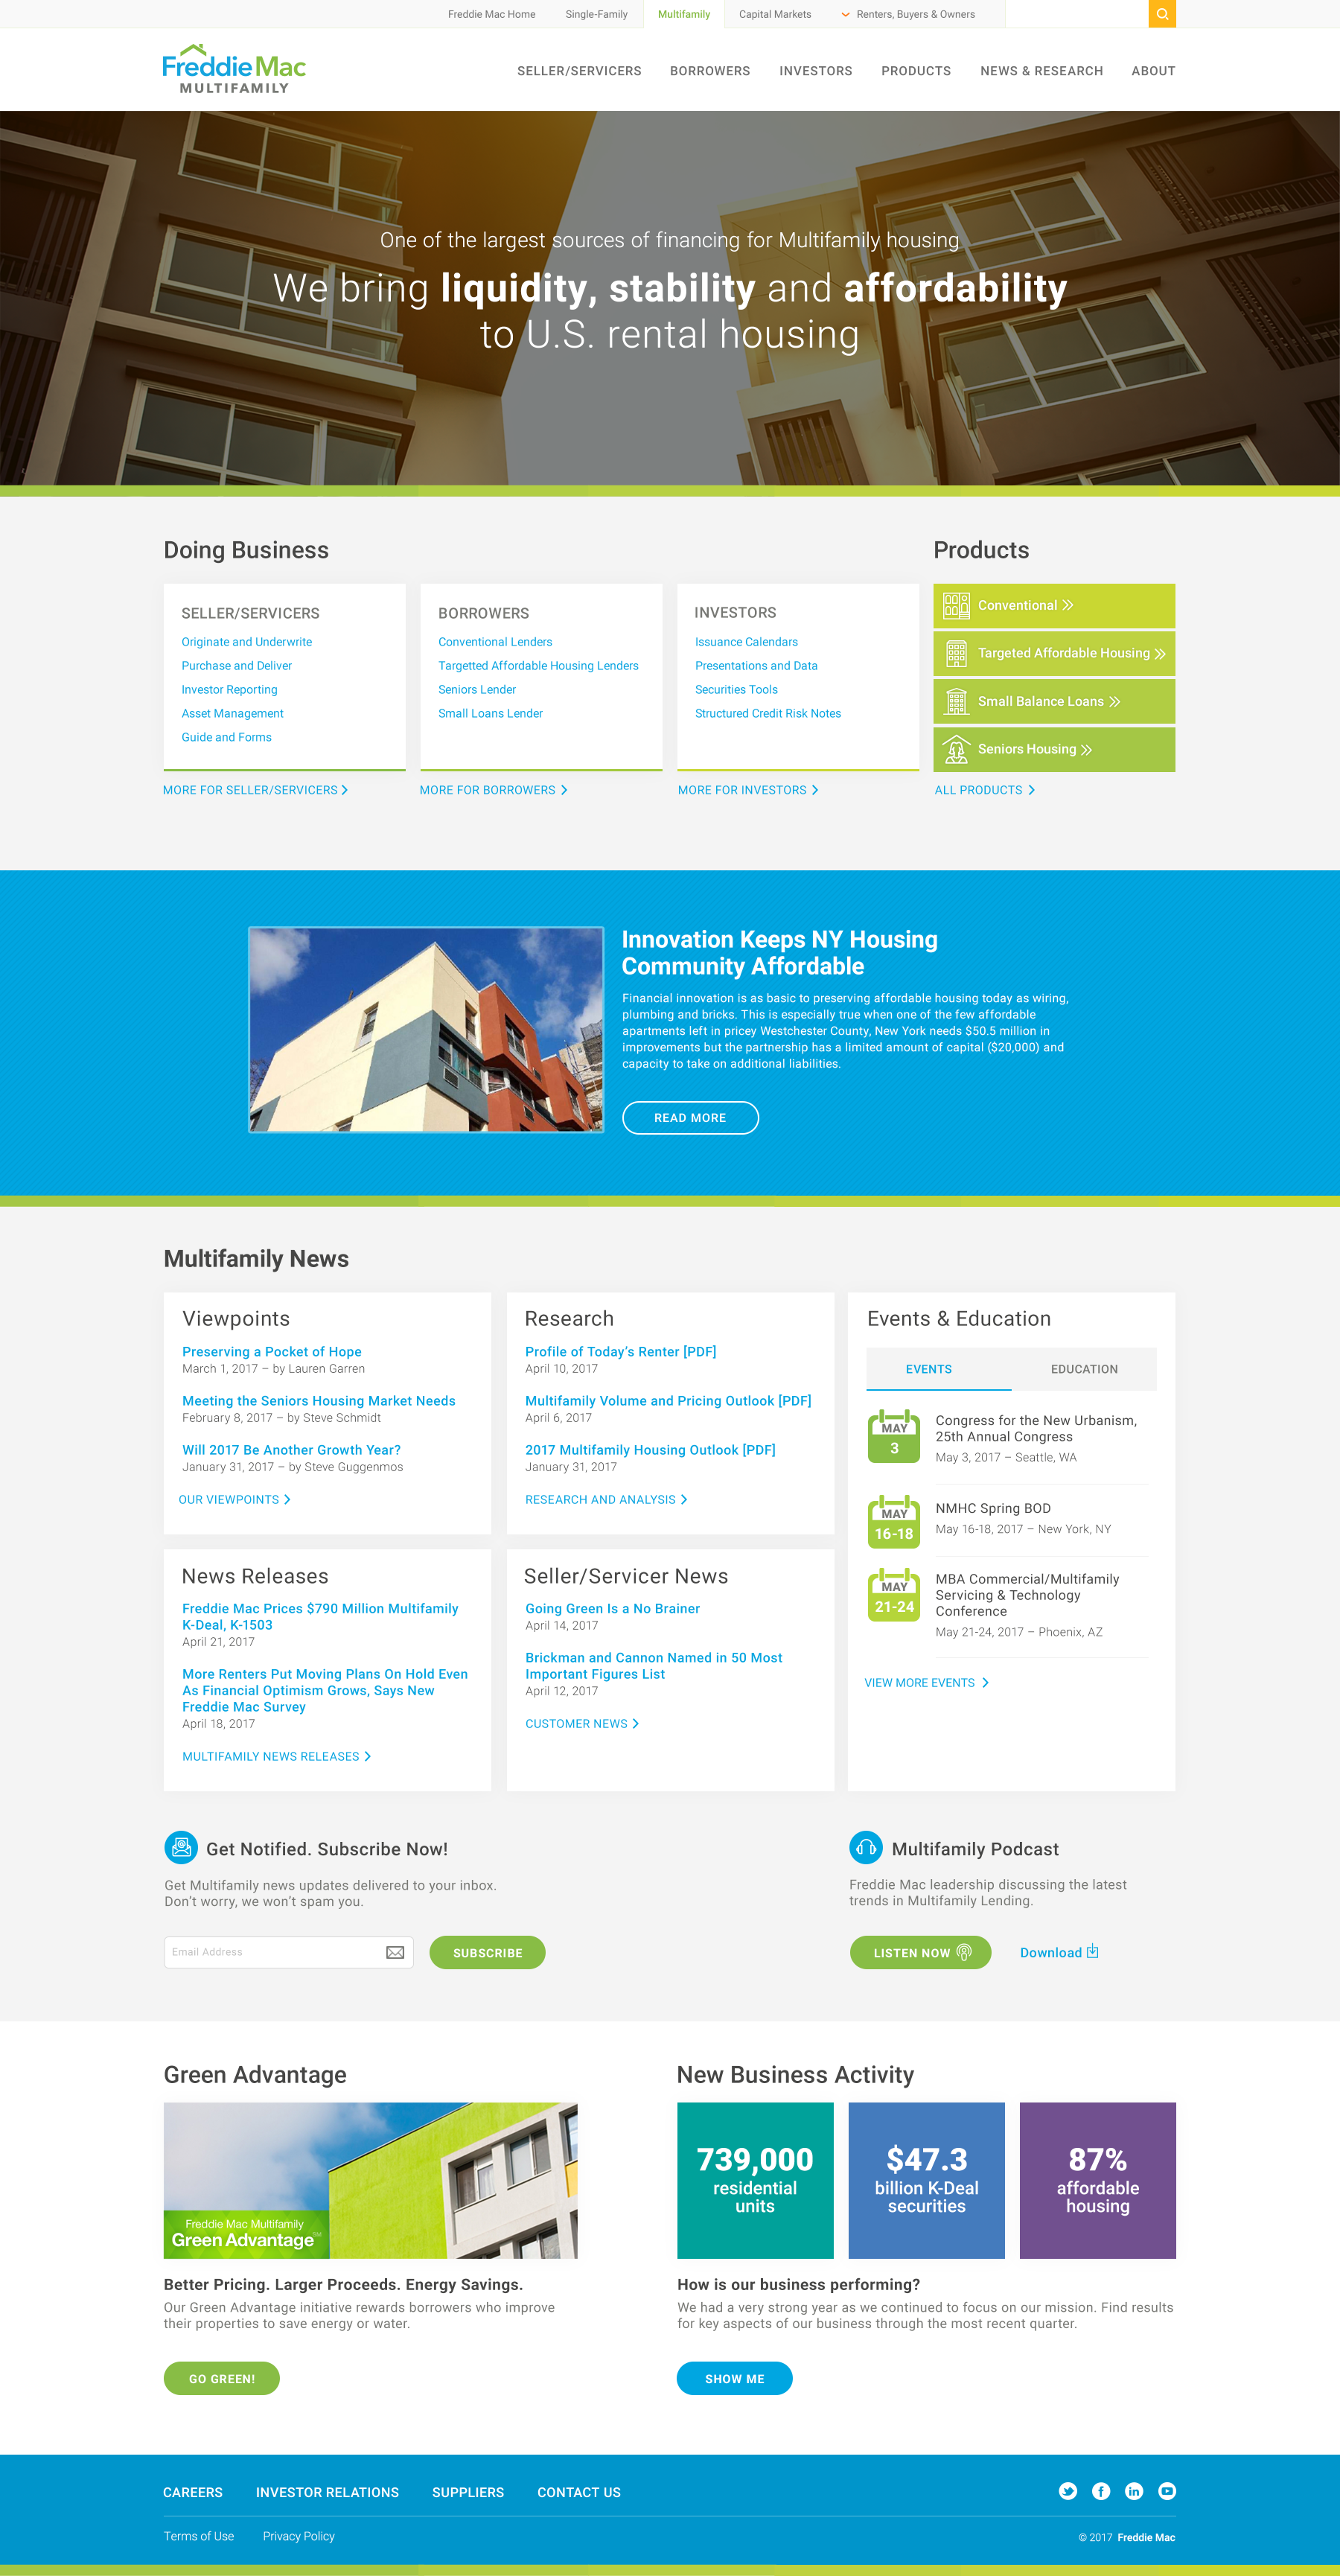 Freddie Mac Home Single-Family Multifamily Capital Markets Renters, Buyers & Owners
Freddie Mac
MULTIFAMILY
SELLER/SERVICERS BORROWERS INVESTORS PRODUCTS NEWS & RESEARCH ABOUT
One of the largest sources of financing for Multifamily housing
We bring liquidity, stability and affordability
to U.S. rental housing
Doing Business
SELLER/SERVICERS
Originate and Underwrite
Purchase and Deliver
Investor Reporting
Asset Management
Guide and Forms
MORE FOR SELLER/SERVICERS
BORROWERS
Conventional Lenders
Targetted Affordable Housing Lenders
Seniors Lender
Small Loans Lender
MORE FOR BORROWERS
INVESTORS
Issuance Calendars
Presentations and Data
Securities Tools
Structured Credit Risk Notes
MORE FOR INVESTORS
Products
Conventional
Targeted Affordable Housing
Small Balance Loans
Seniors Housing
ALL PRODUCTS
Innovation Keeps NY Housing
Community Affordable
Financial innovation is as basic to preserving affordable housing today as wiring,
plumbing and bricks. This is especially true when one of the few affordable
apartments left in pricey Westchester County, New York needs $50.5 million in
improvements but the partnership has a limited amount of capital ($20,000) and
capacity to take on additional liabilities.
READ MORE
Multifamily News
Viewpoints
Preserving a Pocket of Hope
March 1, 2017 – by Lauren Garren
Meeting the Seniors Housing Market Needs
February 8, 2017 – by Steve Schmidt
Will 2017 Be Another Growth Year?
January 31, 2017 – by Steve Guggenmos
OUR VIEWPOINTS
Research
Profile of Today's Renter [PDF]
April 10, 2017
Multifamily Volume and Pricing Outlook [PDF]
April 6, 2017
2017 Multifamily Housing Outlook [PDF]
January 31, 2017
RESEARCH AND ANALYSIS
Events & Education
EVENTS EDUCATION
MAY
3
Congress for the New Urbanism,
25th Annual Congress
May 3, 2017 – Seattle, WA
MAY
16-18
NMHC Spring BOD
May 16-18, 2017 – New York, NY
MAY
21-24
MBA Commercial/Multifamily
Servicing & Technology
Conference
May 21-24, 2017 – Phoenix, AZ
VIEW MORE EVENTS
News Releases
Freddie Mac Prices $790 Million Multifamily
K-Deal, K-1503
April 21, 2017
More Renters Put Moving Plans On Hold Even
As Financial Optimism Grows, Says New
Freddie Mac Survey
April 18, 2017
MULTIFAMILY NEWS RELEASES
Seller/Servicer News
Going Green Is a No Brainer
April 14, 2017
Brickman and Cannon Named in 50 Most
Important Figures List
April 12, 2017
CUSTOMER NEWS
Get Notified. Subscribe Now!
Get Multifamily news updates delivered to your inbox.
Don't worry, we won't spam you.
Email Address
SUBSCRIBE
Multifamily Podcast
Freddie Mac leadership discussing the latest
trends in Multifamily Lending.
LISTEN NOW Download
Green Advantage
Freddie Mac Multifamily
Green Advantage℠
Better Pricing. Larger Proceeds. Energy Savings.
Our Green Advantage initiative rewards borrowers who improve
their properties to save energy or water.
GO GREEN!
New Business Activity
739,000
residential
units
$47.3
billion K-Deal
securities
87%
affordable
housing
How is our business performing?
We had a very strong year as we continued to focus on our mission. Find results
for key aspects of our business through the most recent quarter.
SHOW ME
CAREERS INVESTOR RELATIONS SUPPLIERS CONTACT US
Terms of Use Privacy Policy
© 2017 Freddie Mac